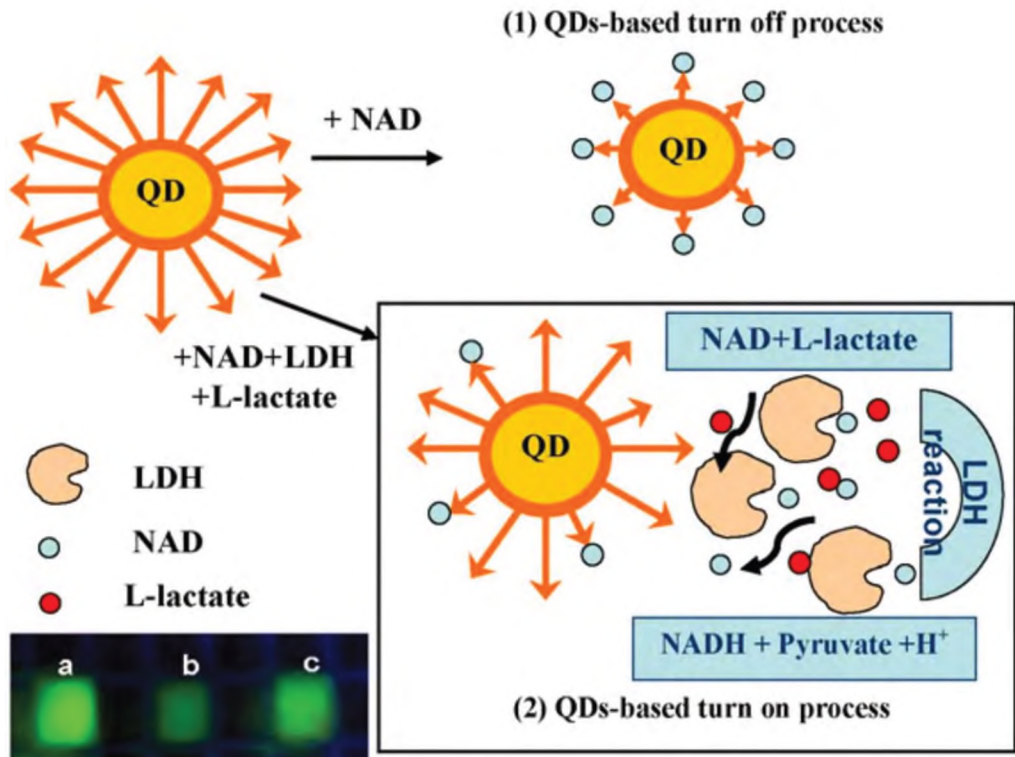 (1) QDs-based turn off process
QD
+ NAD
QD
+NAD+LDH
+L-lactate
NAD+L-lactate
QD
LDH
reaction
LDH
NAD
L-lactate
NADH + Pyruvate +H⁺
a b c
(2) QDs-based turn on process